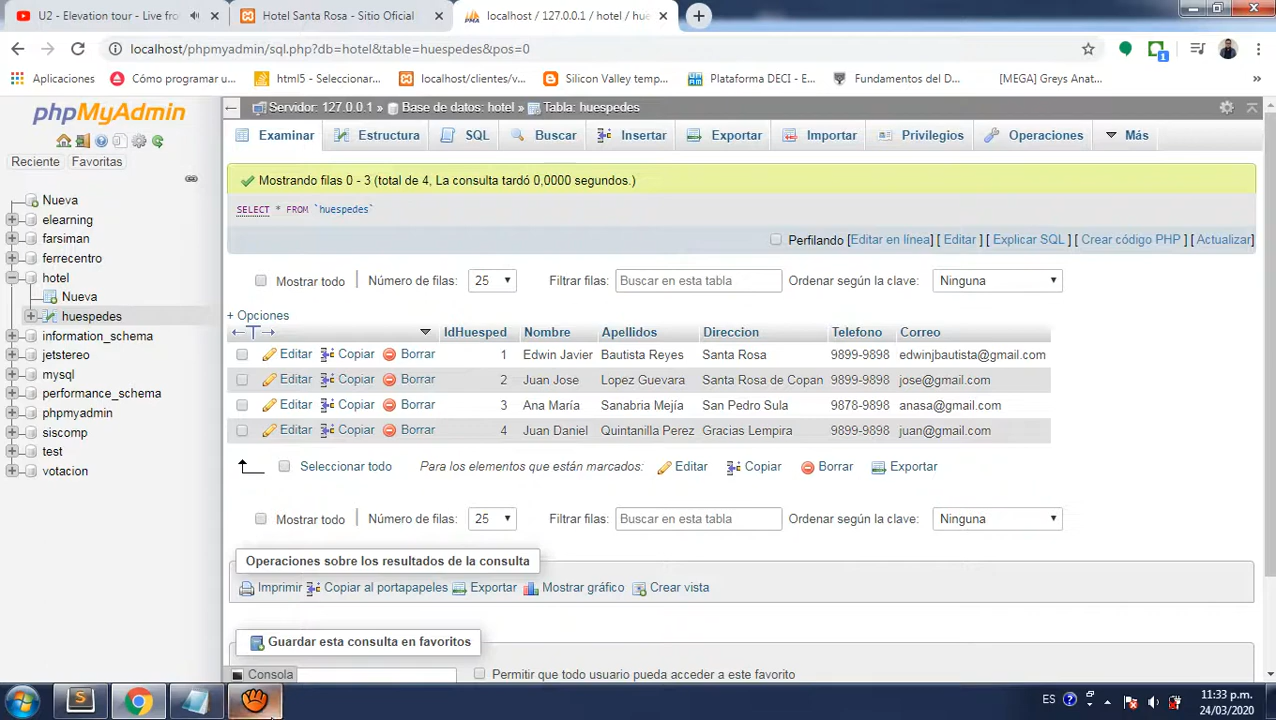 U2 - Elevation tour - Live fro
Hotel Santa Rosa - Sitio Oficial
localhost / 127.0.0.1 / hotel / hue
localhost/phpmyadmin/sql.php?db=hotel&table=huespedes&pos=0
1
Aplicaciones
Cómo programar u...
html5 - Seleccionar...
localhost/clientes/v...
Silicon Valley temp...
Plataforma DECI - E...
Fundamentos del D...
[MEGA] Greys Anat...
»
phpMyAdmin
Reciente
Favoritas
Nueva
elearning
farsiman
ferrecentro
hotel
Nueva
huespedes
information_schema
jetstereo
mysql
performance_schema
phpmyadmin
siscomp
test
votacion
Servidor: 127.0.0.1 » Base de datos: hotel » Tabla: huespedes
Examinar Estructura SQL Buscar Insertar Exportar Importar Privilegios Operaciones Más
Mostrando filas 0 - 3 (total de 4, La consulta tardó 0,0000 segundos.)
SELECT * FROM `huespedes`
Perfilando [Editar en línea] [ Editar ] [ Explicar SQL ] [ Crear código PHP ] [ Actualizar]
Mostrar todo Número de filas: 25 Filtrar filas: Buscar en esta tabla Ordenar según la clave: Ninguna
+ Opciones
←T→ IdHuesped Nombre Apellidos Direccion Telefono Correo
Editar Copiar Borrar 1 Edwin Javier Bautista Reyes Santa Rosa 9899-9898 edwinjbautista@gmail.com
Editar Copiar Borrar 2 Juan Jose Lopez Guevara Santa Rosa de Copan 9899-9898 jose@gmail.com
Editar Copiar Borrar 3 Ana María Sanabria Mejía San Pedro Sula 9878-9898 anasa@gmail.com
Editar Copiar Borrar 4 Juan Daniel Quintanilla Perez Gracias Lempira 9899-9898 juan@gmail.com
Seleccionar todo Para los elementos que están marcados: Editar Copiar Borrar Exportar
Mostrar todo Número de filas: 25 Filtrar filas: Buscar en esta tabla Ordenar según la clave: Ninguna
Operaciones sobre los resultados de la consulta
Imprimir Copiar al portapapeles Exportar Mostrar gráfico Crear vista
Guardar esta consulta en favoritos
Consola
Permitir que todo usuario pueda acceder a este favorito
ES
11:33 p.m.
24/03/2020